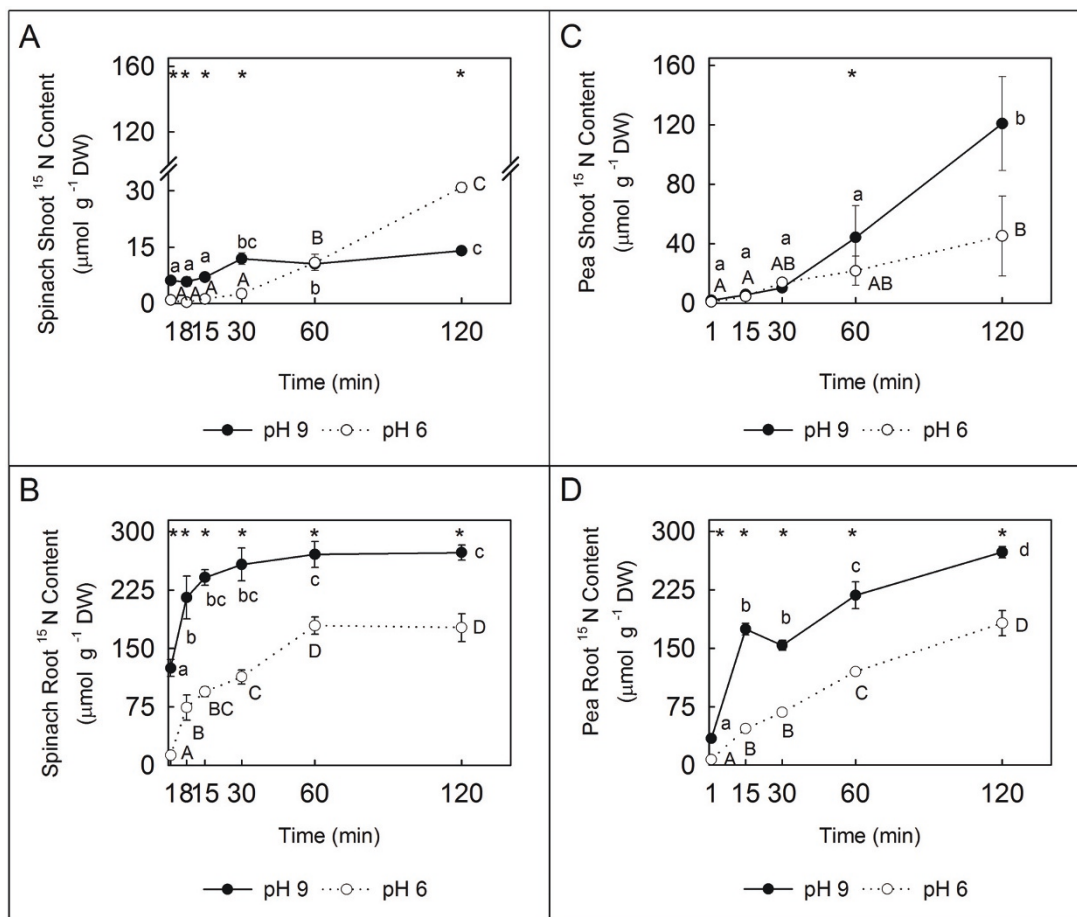 A
Spinach Shoot ¹⁵ N Content
(μmol g ⁻¹ DW)
160
120
30
15
0
* * * * *
a a a bc B c
A A A A b C
1 8 15 30 60 120
Time (min)
pH 9 pH 6
C
Pea Shoot ¹⁵ N Content
(μmol g ⁻¹ DW)
160
120
80
40
0
*
a a a a b
A A AB AB B
1 15 30 60 120
Time (min)
pH 9 pH 6
B
Spinach Root ¹⁵ N Content
(μmol g ⁻¹ DW)
300
225
150
75
0
* * * * * *
a b bc bc c c
A B BC C D D
1 8 15 30 60 120
Time (min)
pH 9 pH 6
D
Pea Root ¹⁵ N Content
(μmol g ⁻¹ DW)
300
225
150
75
0
* * * * *
a b b c d
A B B C D
1 15 30 60 120
Time (min)
pH 9 pH 6